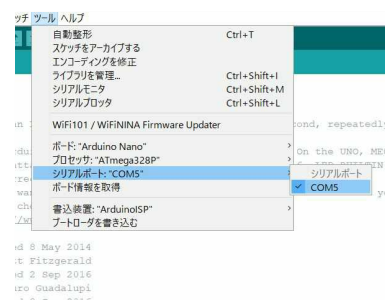 ッチ ツール ヘルプ
自動整形 Ctrl+T
スケッチをアーカイブする
エンコーディングを修正
ライブラリを管理... Ctrl+Shift+I
シリアルモニタ Ctrl+Shift+M
シリアルプロッタ Ctrl+Shift+L
WiFi101 / WiFiNINA Firmware Updater
ond, repeatedly
ボード: "Arduino Nano"
On the UNO, ME
プロセッサ: "ATmega328P"
シリアルポート: "COM5"
シリアルポート
ボード情報を取得
COM5
書込装置: "ArduinoISP"
ブートローダを書き込む
ed 8 May 2014
t Fitzgerald
ed 2 Sep 2016
ro Guadalupi